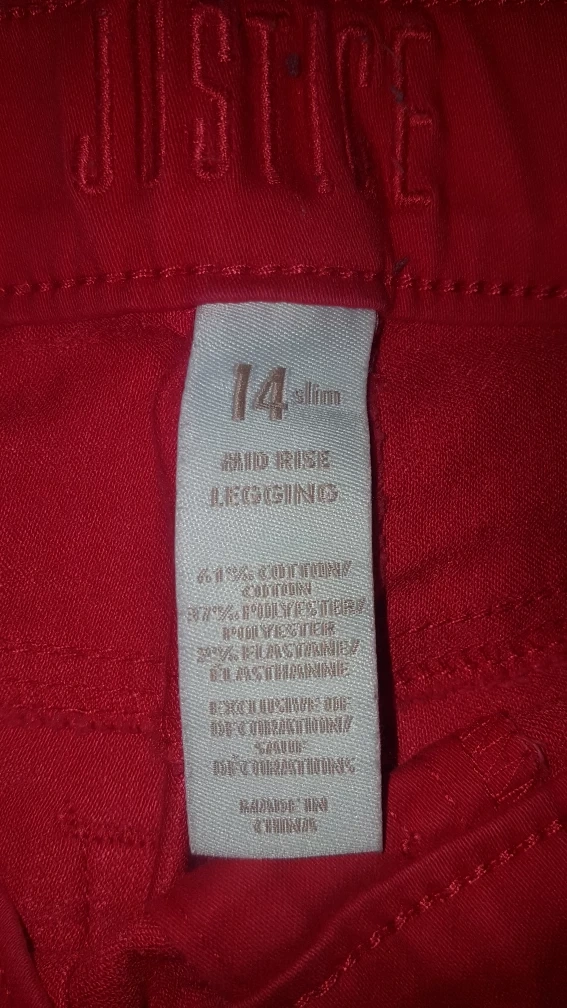 JUSTICE
14 slim
MID RISE
LEGGING
61% COTTON/
COTON
37% POLYESTER/
POLYESTER
2% ELASTANE/
ÉLASTHANNE
EXCLUSIVE OF
DECORATION/
SAUF
DÉCORATIONS
MADE IN
CHINA